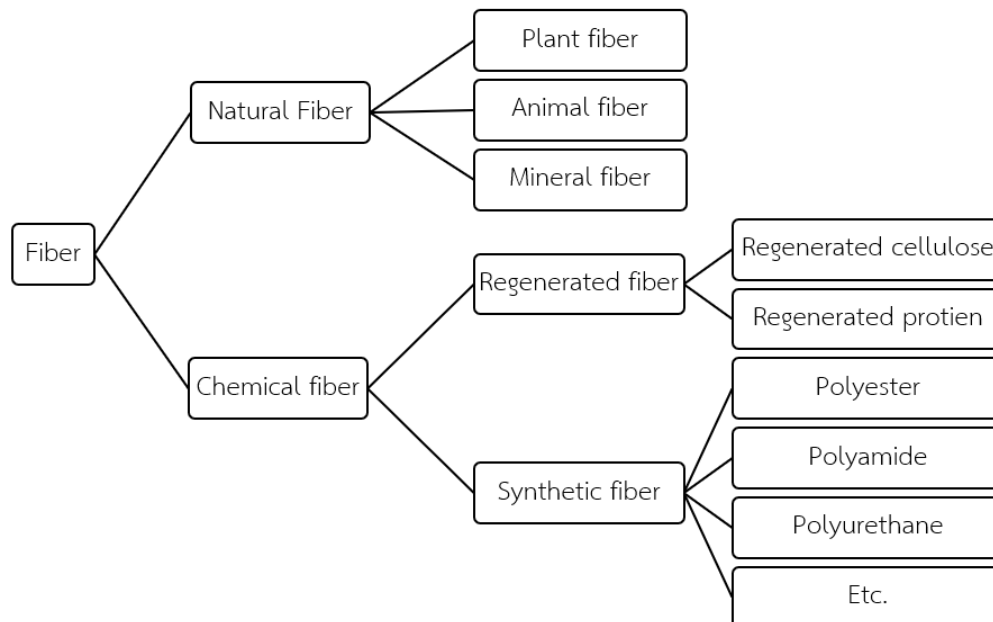 Fiber
Natural Fiber
Plant fiber
Animal fiber
Mineral fiber
Chemical fiber
Regenerated fiber
Regenerated cellulose
Regenerated protien
Synthetic fiber
Polyester
Polyamide
Polyurethane
Etc.